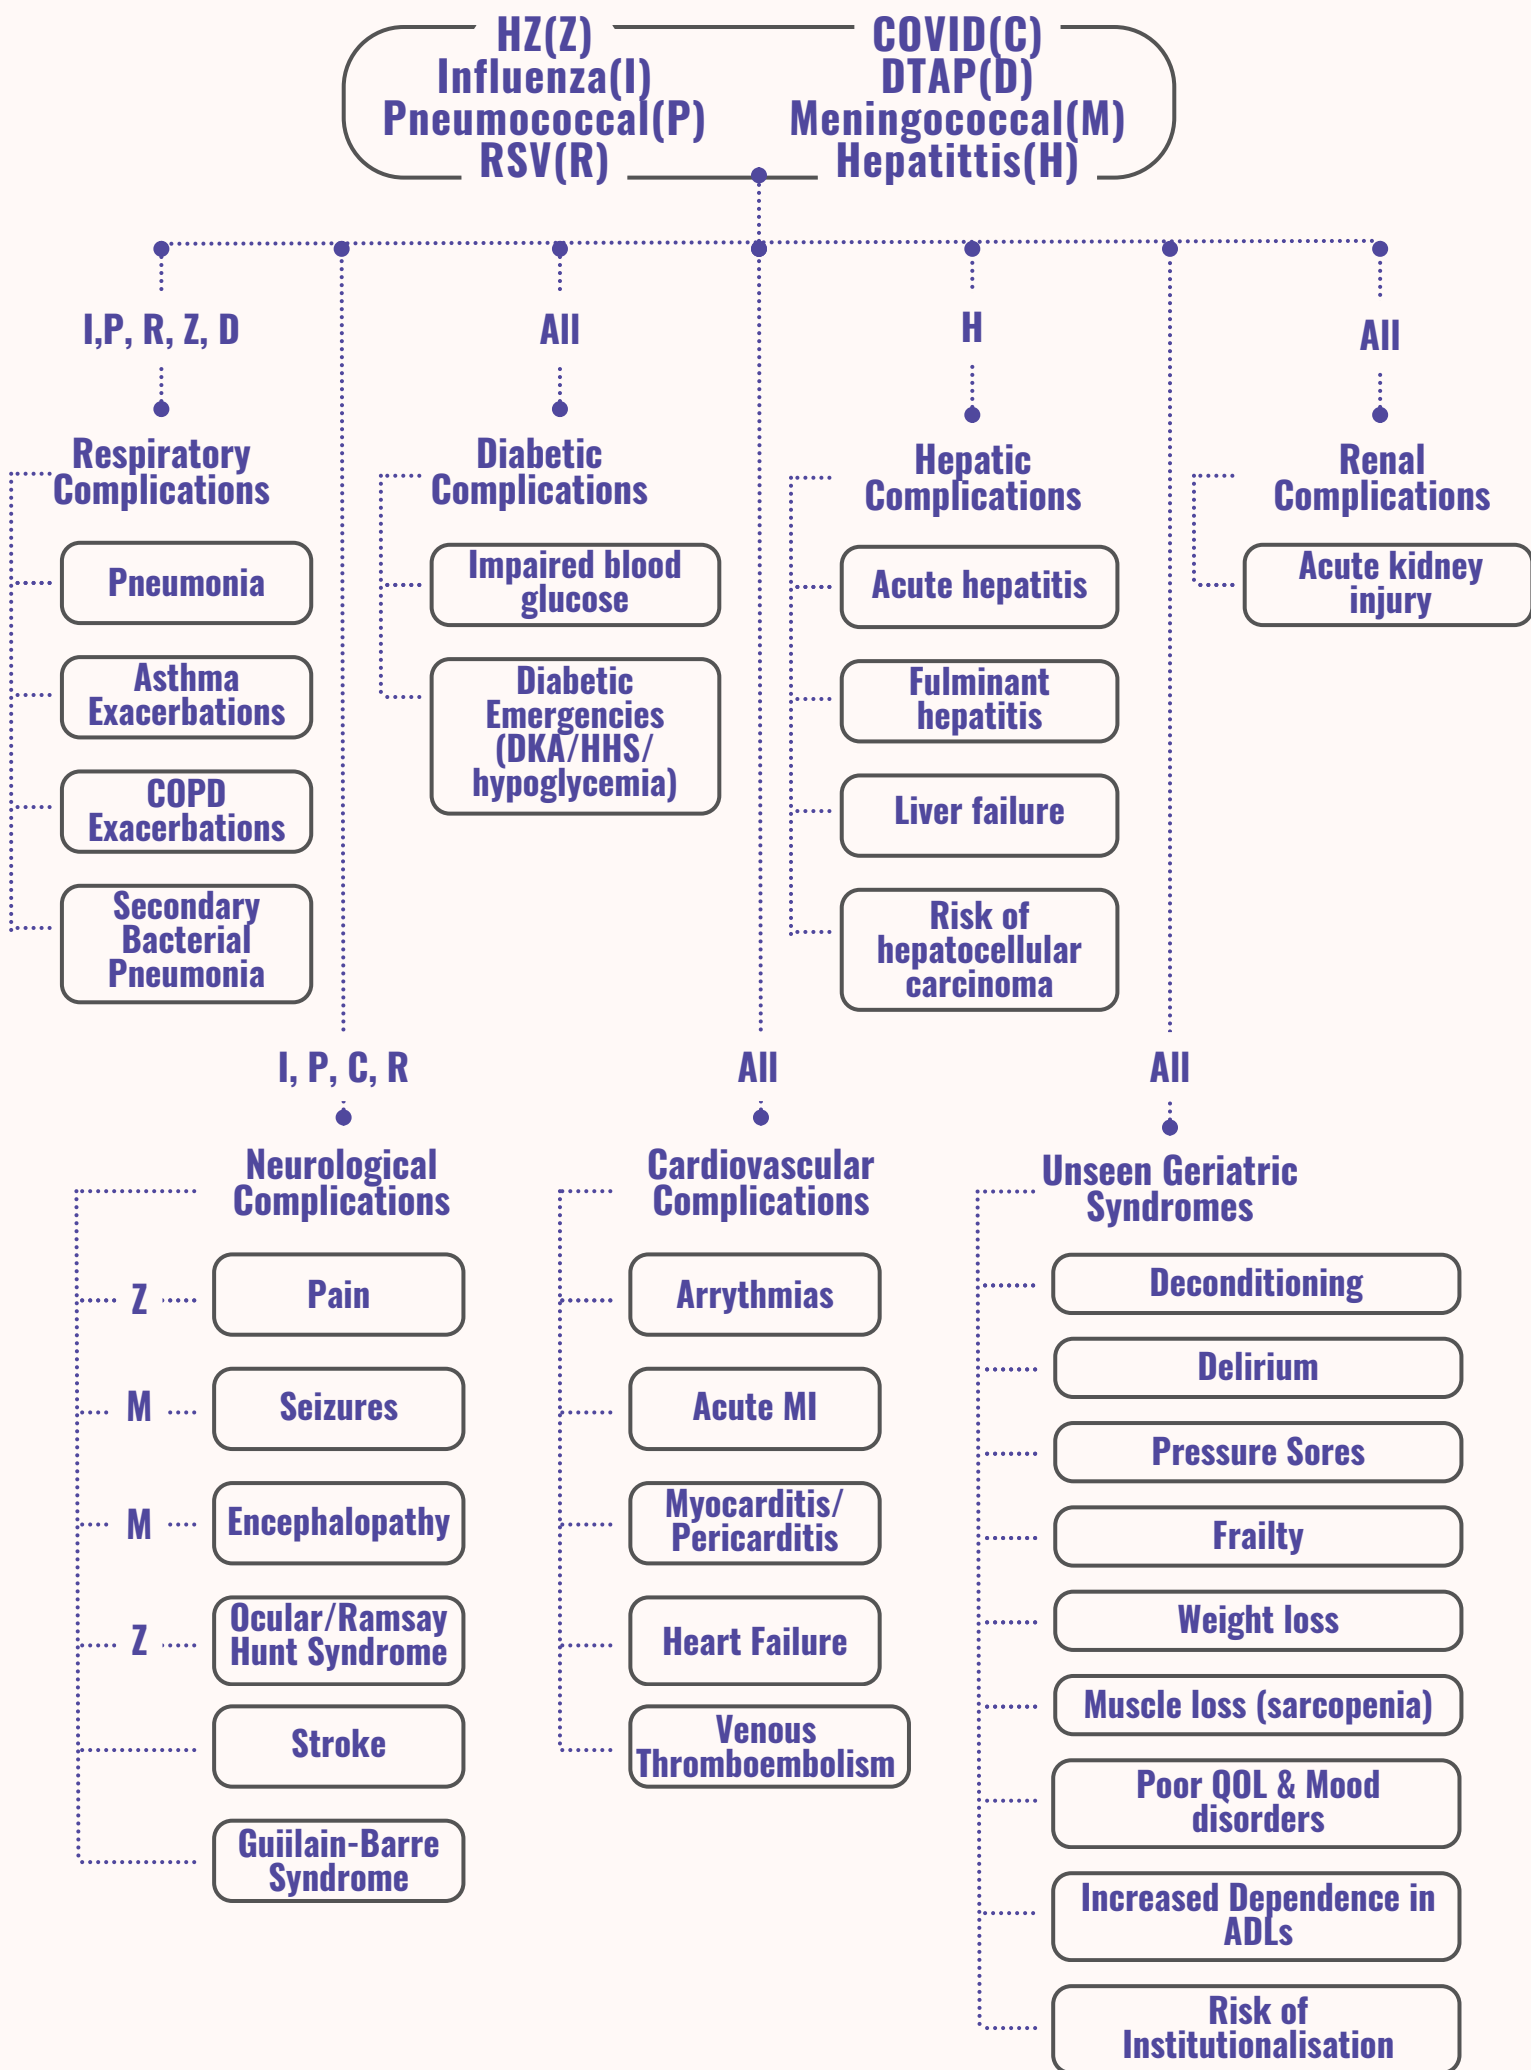 HZ(Z)
Influenza(I)
Pneumococcal(P)
RSV(R)
COVID(C)
DTAP(D)
Meningococcal(M)
Hepatittis(H)
I,P, R, Z, D
Respiratory
Complications
Pneumonia
Asthma
Exacerbations
COPD
Exacerbations
Secondary
Bacterial
Pneumonia
All
Diabetic
Complications
Impaired blood
glucose
Diabetic
Emergencies
(DKA/HHS/
hypoglycemia)
H
Hepatic
Complications
Acute hepatitis
Fulminant
hepatitis
Liver failure
Risk of
hepatocellular
carcinoma
All
Renal
Complications
Acute kidney
injury
I, P, C, R
Neurological
Complications
Z
Pain
M
Seizures
M
Encephalopathy
Z
Ocular/Ramsay
Hunt Syndrome
Stroke
Guiilain-Barre
Syndrome
All
Cardiovascular
Complications
Arrythmias
Acute MI
Myocarditis/
Pericarditis
Heart Failure
Venous
Thromboembolism
All
Unseen Geriatric
Syndromes
Deconditioning
Delirium
Pressure Sores
Frailty
Weight loss
Muscle loss (sarcopenia)
Poor QOL & Mood
disorders
Increased Dependence in
ADLs
Risk of
Institutionalisation